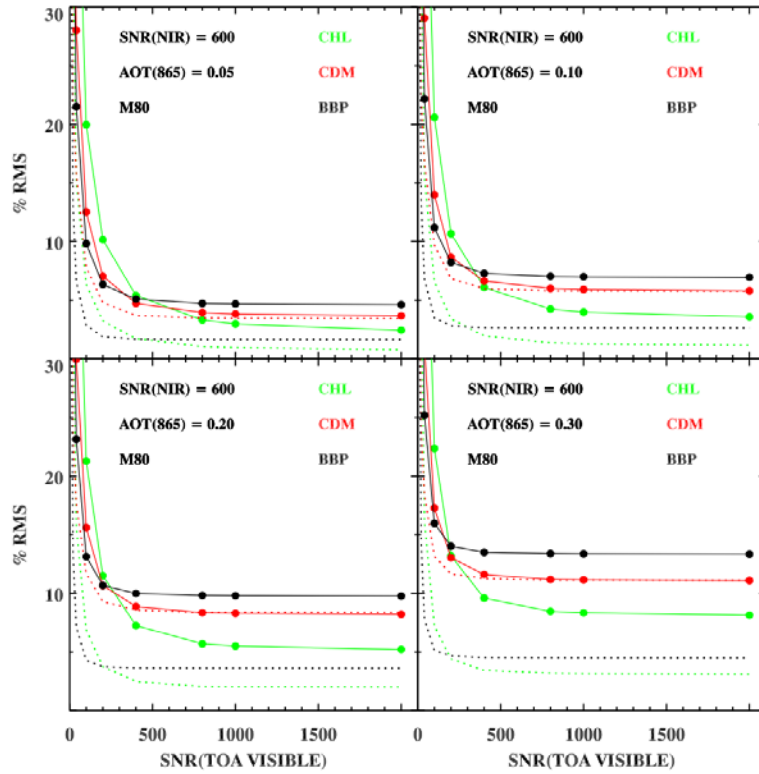 30
SNR(NIR) = 600 CHL
SNR(NIR) = 600 CHL
AOT(865) = 0.05 CDM
AOT(865) = 0.10 CDM
M80 BBP
M80 BBP
20
% RMS
10
30
SNR(NIR) = 600 CHL
SNR(NIR) = 600 CHL
AOT(865) = 0.20 CDM
AOT(865) = 0.30 CDM
M80 BBP
M80 BBP
20
% RMS
10
0 500 1000 1500
0 500 1000 1500
SNR(TOA VISIBLE)
SNR(TOA VISIBLE)